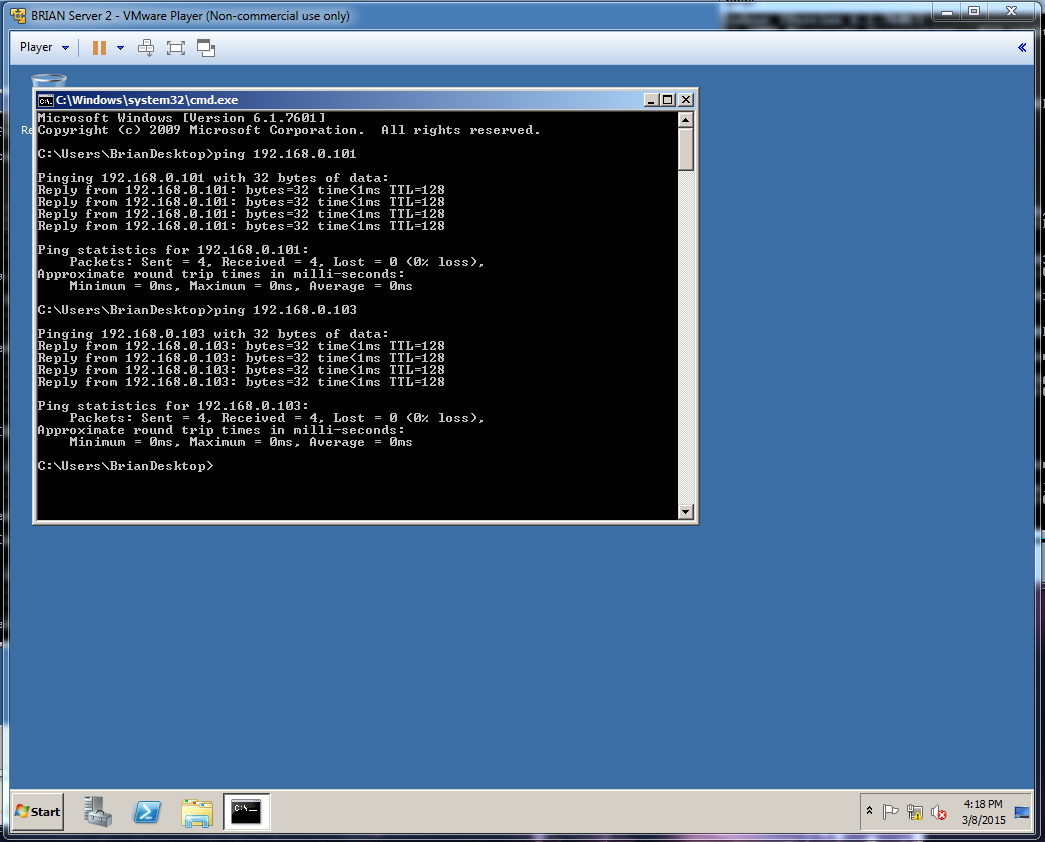 BRIAN Server 2 - VMware Player (Non-commercial use only)
Player
Re
C:\Windows\system32\cmd.exe
Microsoft Windows [Version 6.1.7601]
Copyright (c) 2009 Microsoft Corporation.  All rights reserved.
C:\Users\BrianDesktop>ping 192.168.0.101
Pinging 192.168.0.101 with 32 bytes of data:
Reply from 192.168.0.101: bytes=32 time<1ms TTL=128
Reply from 192.168.0.101: bytes=32 time<1ms TTL=128
Reply from 192.168.0.101: bytes=32 time<1ms TTL=128
Reply from 192.168.0.101: bytes=32 time<1ms TTL=128
Ping statistics for 192.168.0.101:
    Packets: Sent = 4, Received = 4, Lost = 0 (0% loss),
Approximate round trip times in milli-seconds:
    Minimum = 0ms, Maximum = 0ms, Average = 0ms
C:\Users\BrianDesktop>ping 192.168.0.103
Pinging 192.168.0.103 with 32 bytes of data:
Reply from 192.168.0.103: bytes=32 time<1ms TTL=128
Reply from 192.168.0.103: bytes=32 time<1ms TTL=128
Reply from 192.168.0.103: bytes=32 time<1ms TTL=128
Reply from 192.168.0.103: bytes=32 time<1ms TTL=128
Ping statistics for 192.168.0.103:
    Packets: Sent = 4, Received = 4, Lost = 0 (0% loss),
Approximate round trip times in milli-seconds:
    Minimum = 0ms, Maximum = 0ms, Average = 0ms
C:\Users\BrianDesktop>
Start
4:18 PM
3/8/2015